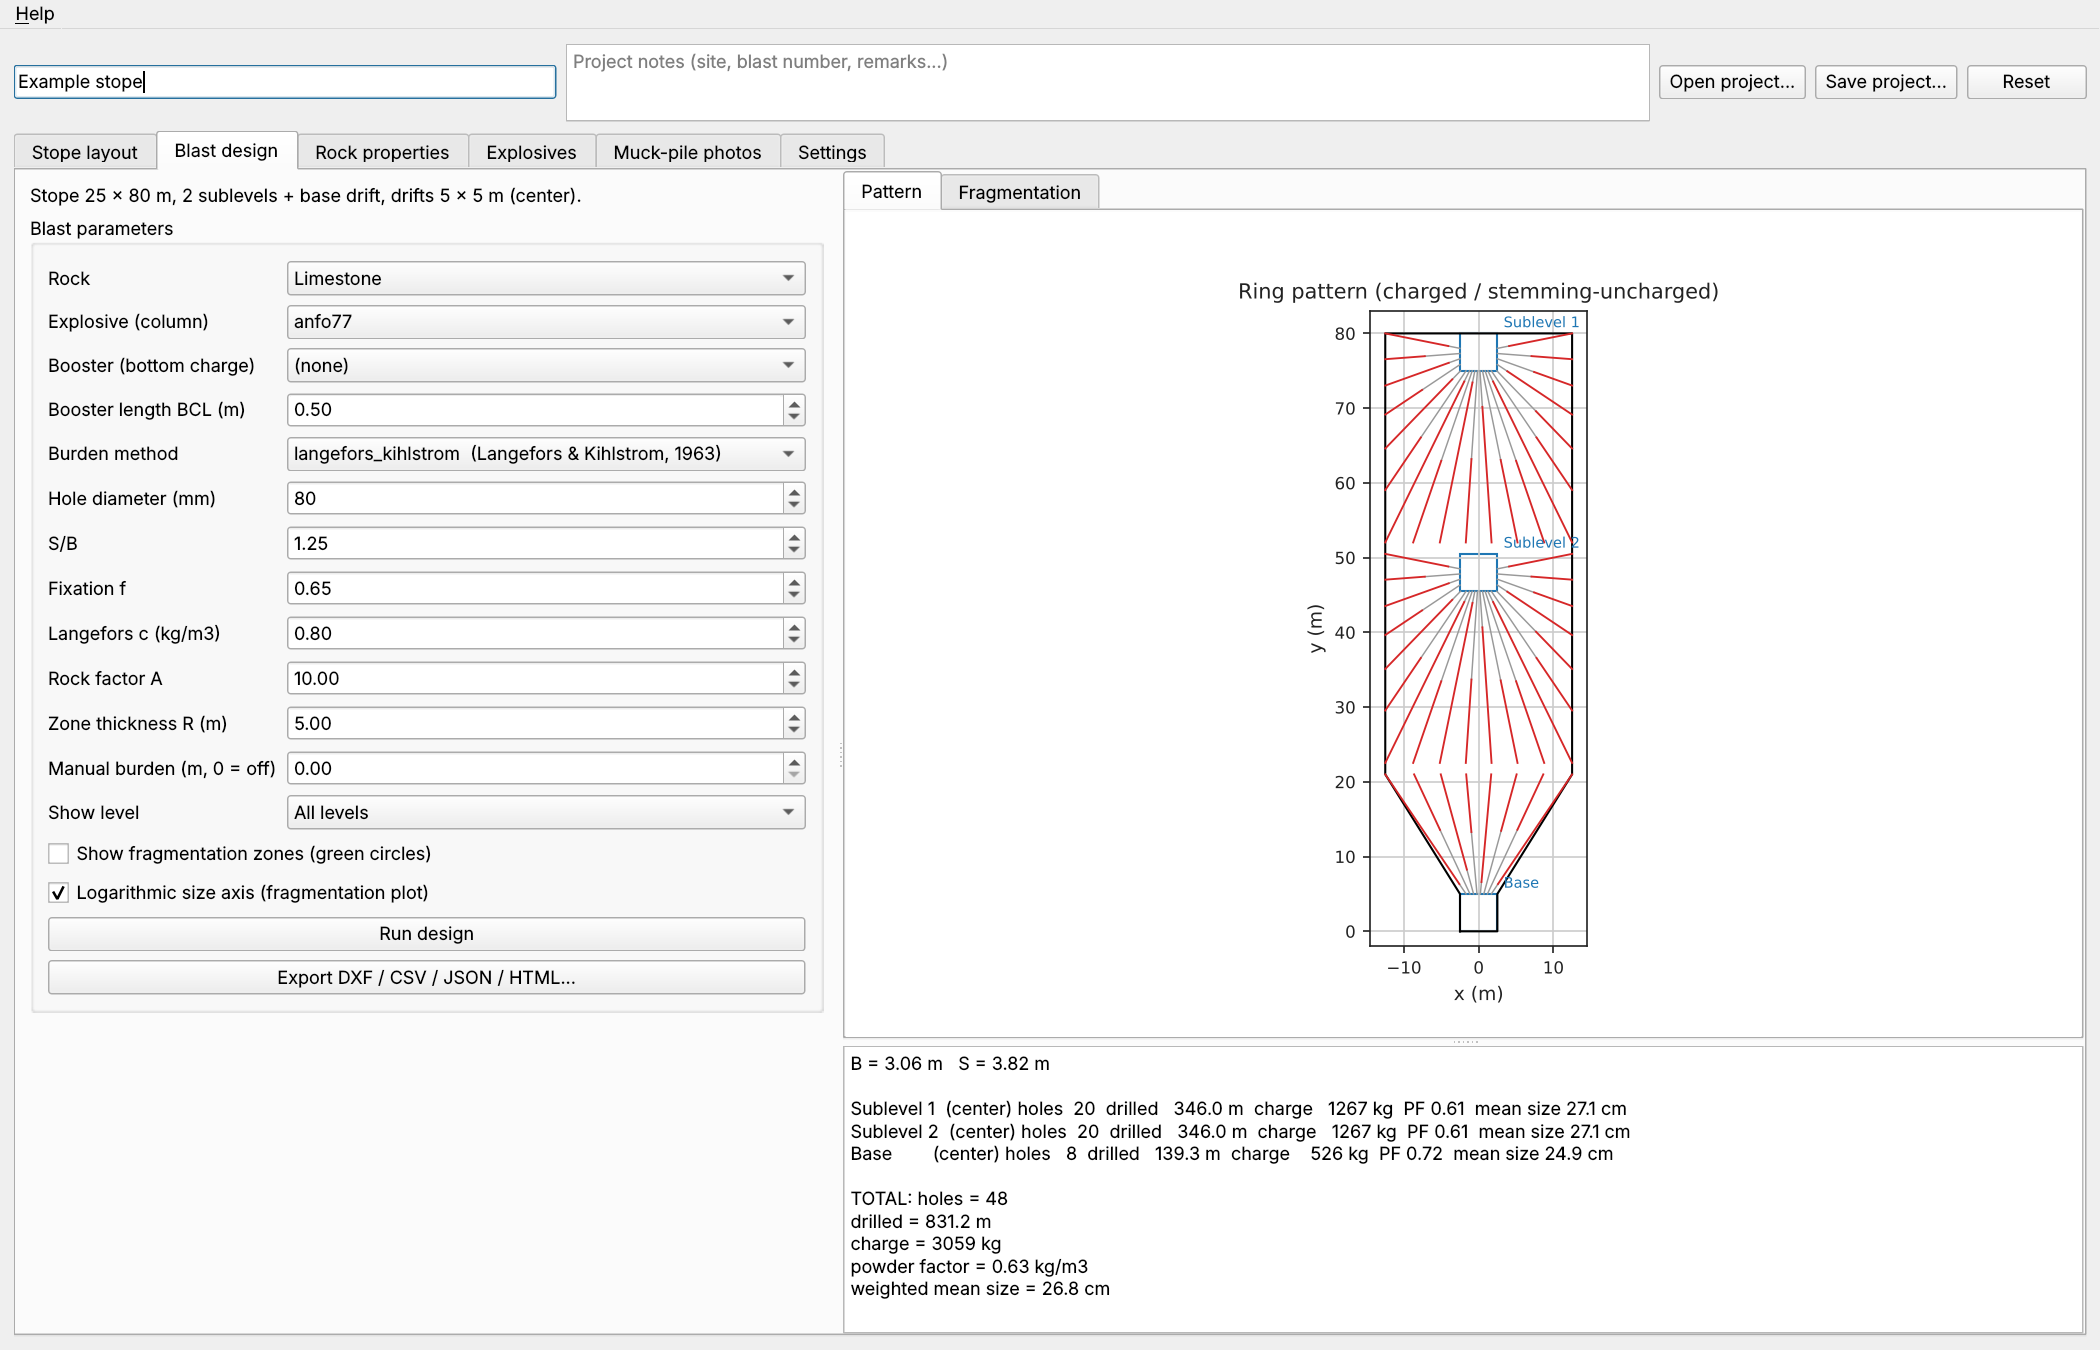 Help
Example stope
Project notes (site, blast number, remarks...)
Open project...
Save project...
Reset
Stope layout
Blast design
Rock properties
Explosives
Muck-pile photos
Settings
Stope 25 × 80 m, 2 sublevels + base drift, drifts 5 × 5 m (center).
Blast parameters
Rock
Limestone
Explosive (column)
anfo77
Booster (bottom charge)
(none)
Booster length BCL (m)
0.50
Burden method
langefors_kihlstrom (Langefors & Kihlstrom, 1963)
Hole diameter (mm)
80
S/B
1.25
Fixation f
0.65
Langefors c (kg/m3)
0.80
Rock factor A
10.00
Zone thickness R (m)
5.00
Manual burden (m, 0 = off)
0.00
Show level
All levels
Show fragmentation zones (green circles)
Logarithmic size axis (fragmentation plot)
Run design
Export DXF / CSV / JSON / HTML...
Pattern
Fragmentation
Ring pattern (charged / stemming-uncharged)
Sublevel 1
Sublevel 2
Base
80
70
60
50
40
30
20
10
0
y (m)
−10
0
10
x (m)
B = 3.06 m S = 3.82 m
Sublevel 1 (center) holes 20 drilled 346.0 m charge 1267 kg PF 0.61 mean size 27.1 cm
Sublevel 2 (center) holes 20 drilled 346.0 m charge 1267 kg PF 0.61 mean size 27.1 cm
Base (center) holes 8 drilled 139.3 m charge 526 kg PF 0.72 mean size 24.9 cm
TOTAL: holes = 48
drilled = 831.2 m
charge = 3059 kg
powder factor = 0.63 kg/m3
weighted mean size = 26.8 cm